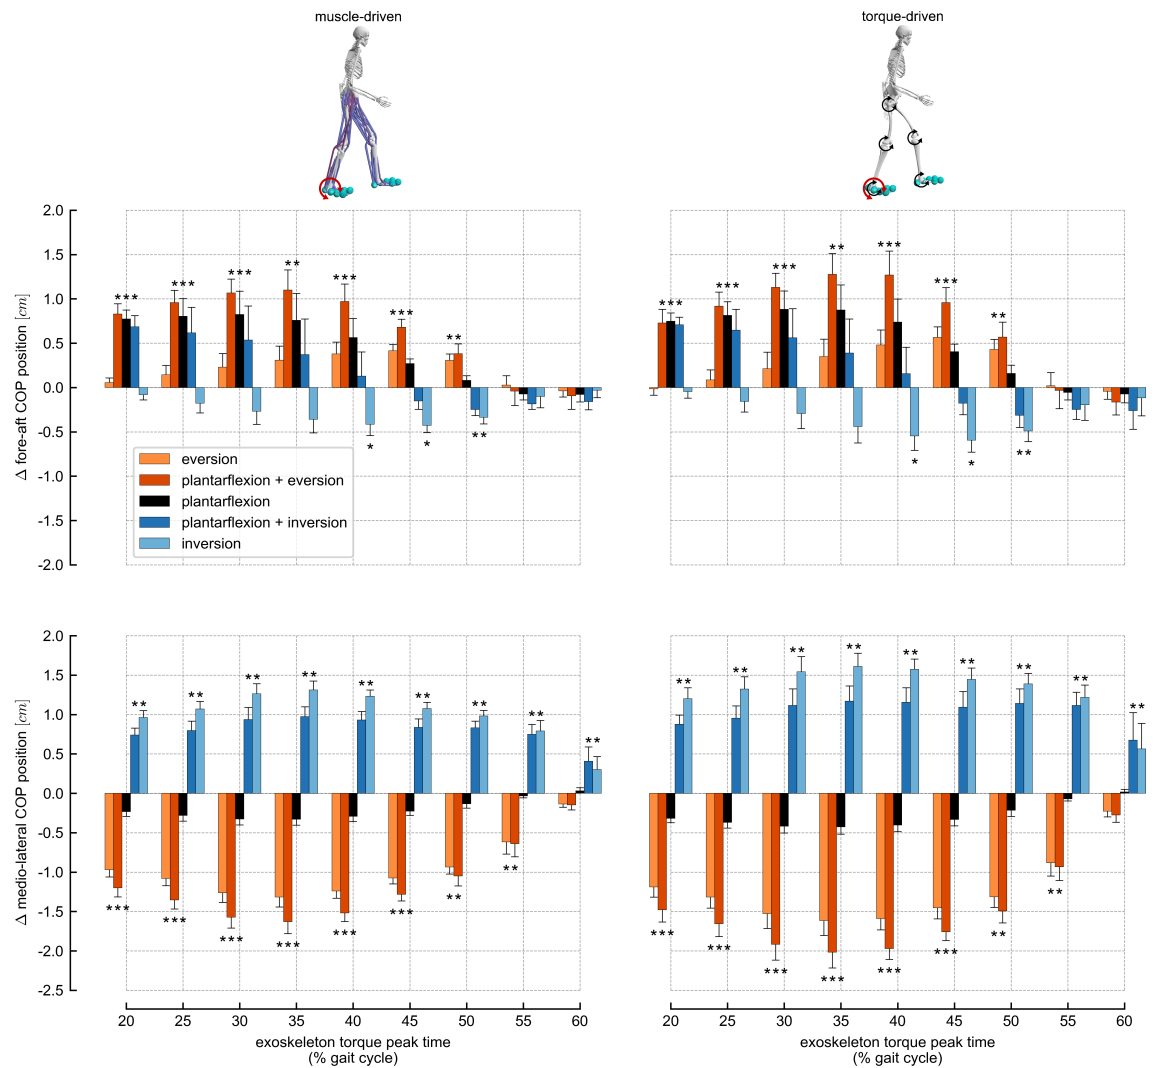 muscle-driven
torque-driven
2.0
1.5
1.0
0.5
0.0
-0.5
-1.0
-1.5
-2.0
Δ fore-aft COP position [cm]
*** *** *** ** *** *** **
* * **
*** *** *** ** *** *** **
* * **
eversion
plantarflexion + eversion
plantarflexion
plantarflexion + inversion
inversion
2.0
1.5
1.0
0.5
0.0
-0.5
-1.0
-1.5
-2.0
-2.5
Δ medio-lateral COP position [cm]
** ** ** ** ** ** ** ** **
*** *** *** *** *** *** ** **
** ** ** ** ** ** ** ** **
*** *** *** *** *** *** ** **
20 25 30 35 40 45 50 55 60
exoskeleton torque peak time
(% gait cycle)
20 25 30 35 40 45 50 55 60
exoskeleton torque peak time
(% gait cycle)